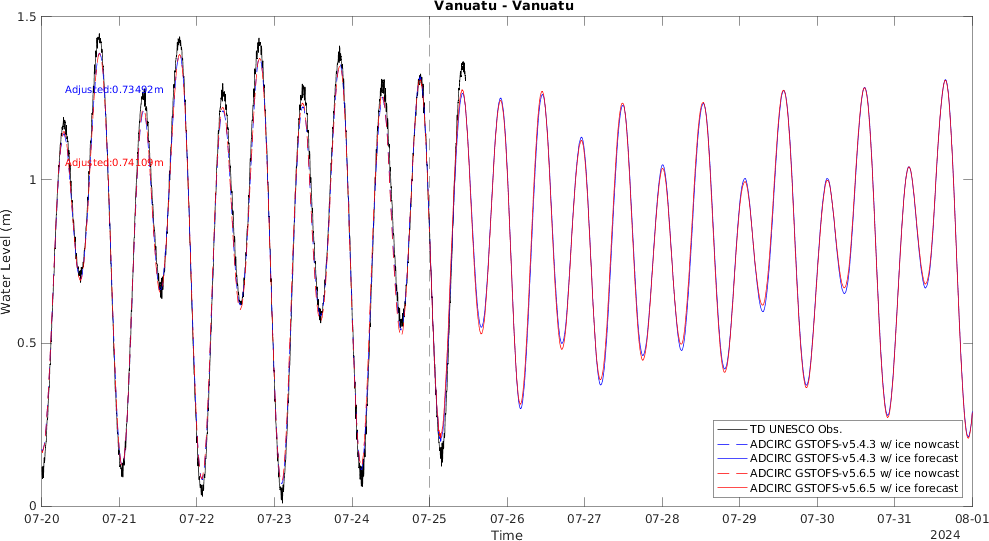 Vanuatu - Vanuatu
1.5
1
0.5
0
Water Level (m)
Adjusted:0.73492m
Adjusted:0.74109m
TD UNESCO Obs.
ADCIRC GSTOFS-v5.4.3 w/ ice nowcast
ADCIRC GSTOFS-v5.4.3 w/ ice forecast
ADCIRC GSTOFS-v5.6.5 w/ ice nowcast
ADCIRC GSTOFS-v5.6.5 w/ ice forecast
07-20 07-21 07-22 07-23 07-24 07-25 07-26 07-27 07-28 07-29 07-30 07-31 08-01
Time
2024